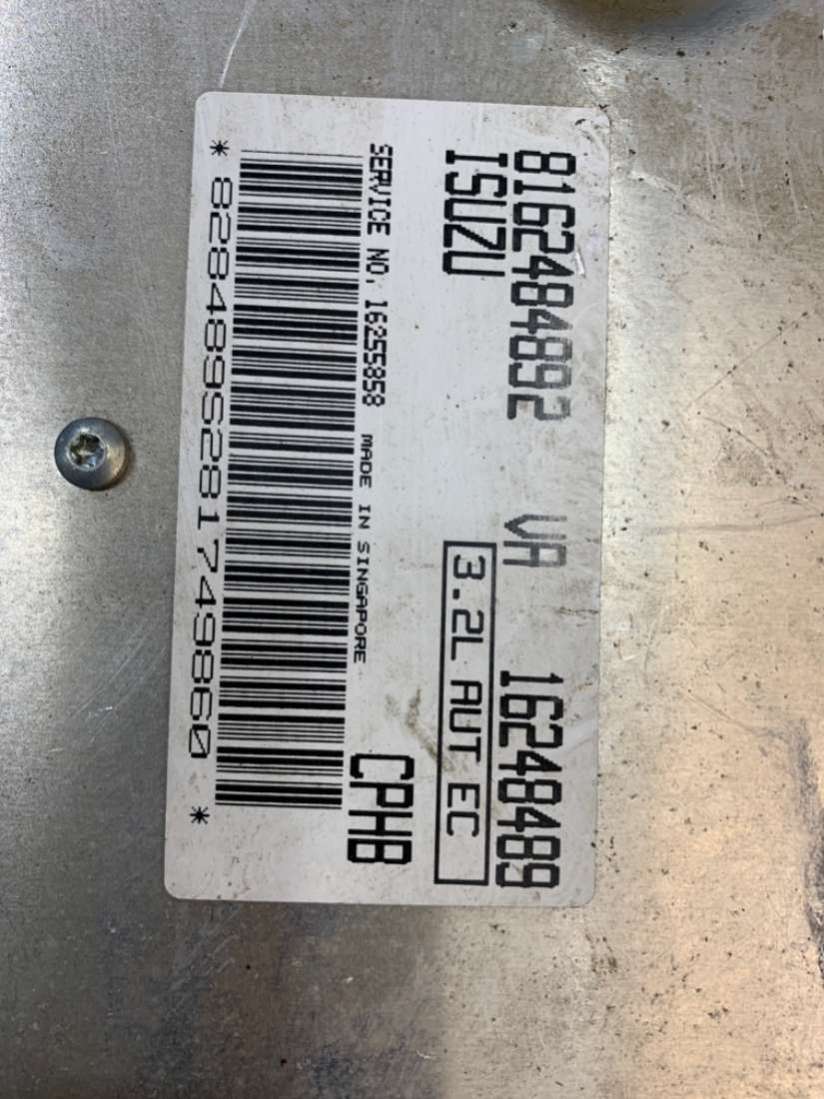 8162484892 VA 16248489
ISUZU 3.2L AUT EC
SERVICE NO. 16255858 MADE IN SINGAPORE CPHB
*8284895281749860*